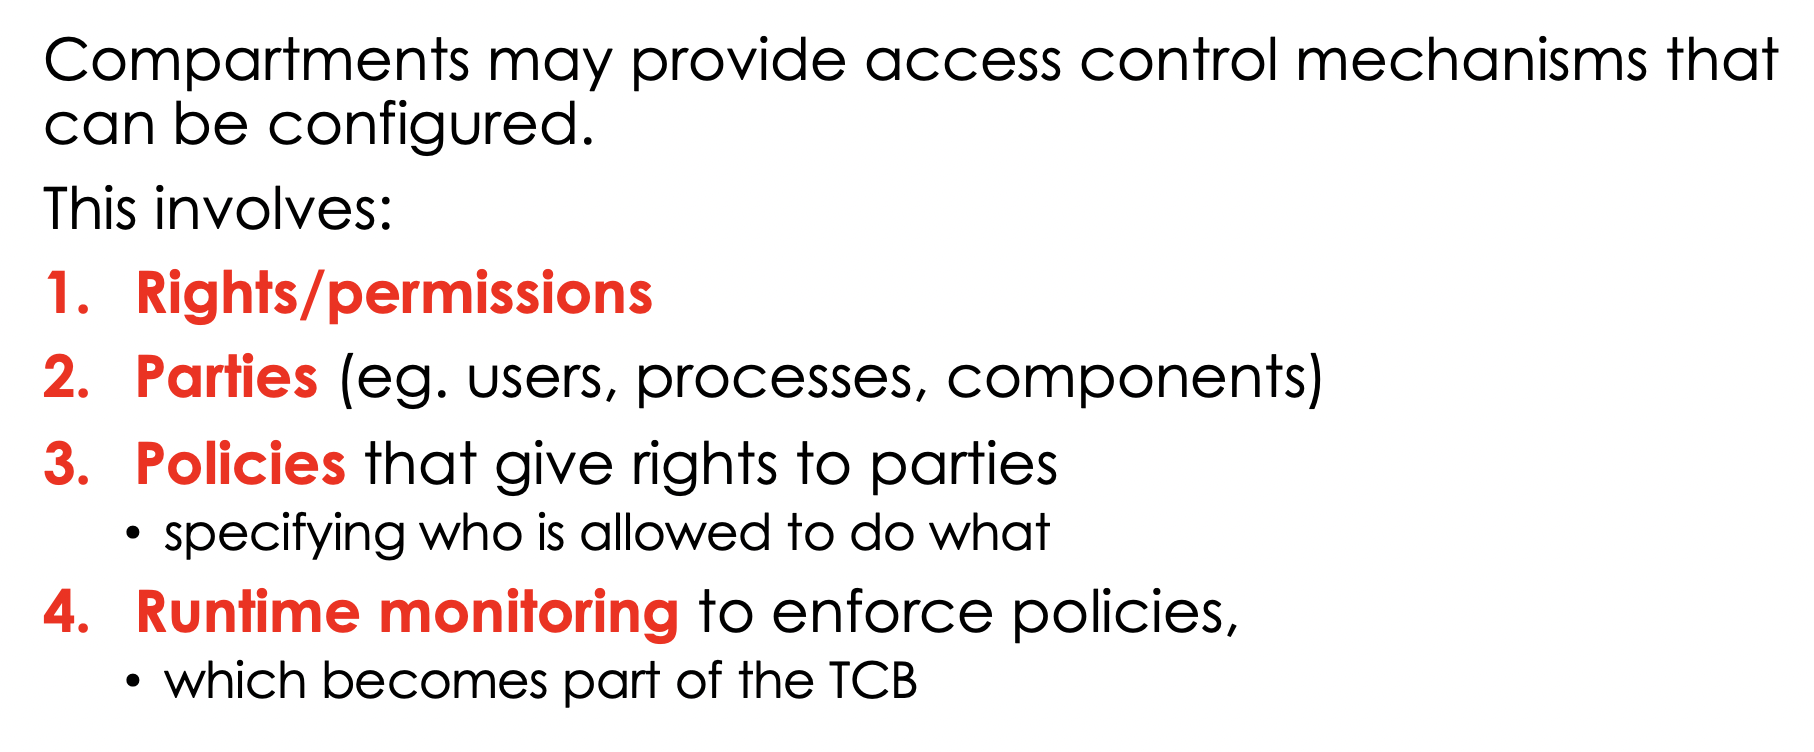 Compartments may provide access control mechanisms that
can be configured.
This involves:
1. Rights/permissions
2. Parties (eg. users, processes, components)
3. Policies that give rights to parties
• specifying who is allowed to do what
4. Runtime monitoring to enforce policies,
• which becomes part of the TCB